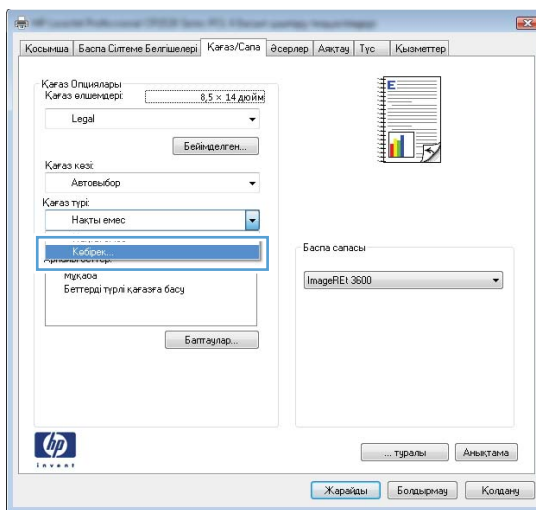 Қосымша Баспа Сілтеме Белгішелері Қағаз/Сапа Әсерлер Аяқтау Түс Қызметтер
Қағаз Опциялары
Қағаз өлшемдері: 8,5 × 14 дюйм
Legal
Бейімделген...
Қағаз көзі:
Автовыбор
Қағаз түрі:
Нақты емес
Көбірек...
Мұқаба
Беттерді түрлі қағазға басу
Баптаулар...
Баспа сапасы
ImageREt 3600
E
hp
invent
... туралы Анықтама
Жарайды Болдырмау Қолдану